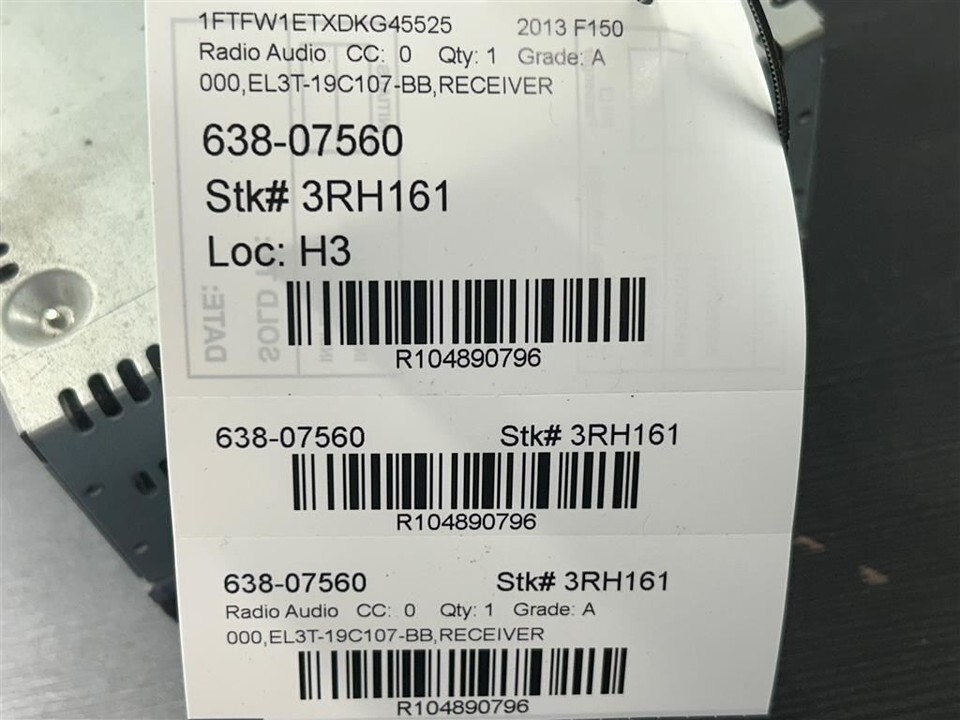 1FTFW1ETXDKG45525 2013 F150
Radio Audio CC: 0 Qty: 1 Grade: A
000,EL3T-19C107-BB,RECEIVER
638-07560
Stk# 3RH161
Loc: H3
DATE:
SOLD T
R104890796
638-07560 Stk# 3RH161
R104890796
638-07560 Stk# 3RH161
Radio Audio CC: 0 Qty: 1 Grade: A
000,EL3T-19C107-BB,RECEIVER
R104890796